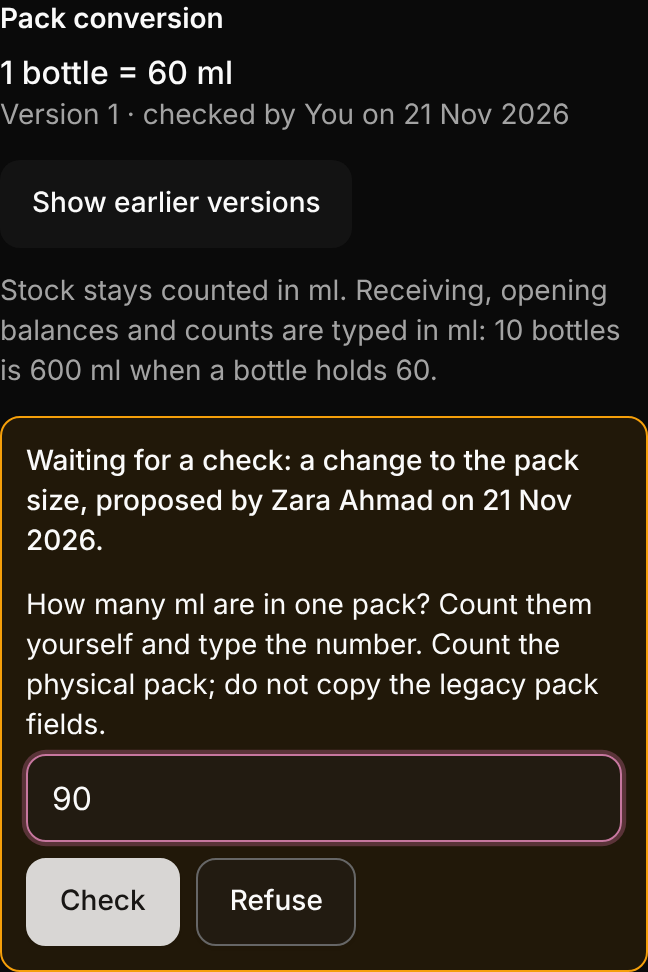 Pack conversion
1 bottle = 60 ml
Version 1 · checked by You on 21 Nov 2026
Show earlier versions
Stock stays counted in ml. Receiving, opening
balances and counts are typed in ml: 10 bottles
is 600 ml when a bottle holds 60.
Waiting for a check: a change to the pack
size, proposed by Zara Ahmad on 21 Nov
2026.
How many ml are in one pack? Count them
yourself and type the number. Count the
physical pack; do not copy the legacy pack
fields.
90
Check
Refuse